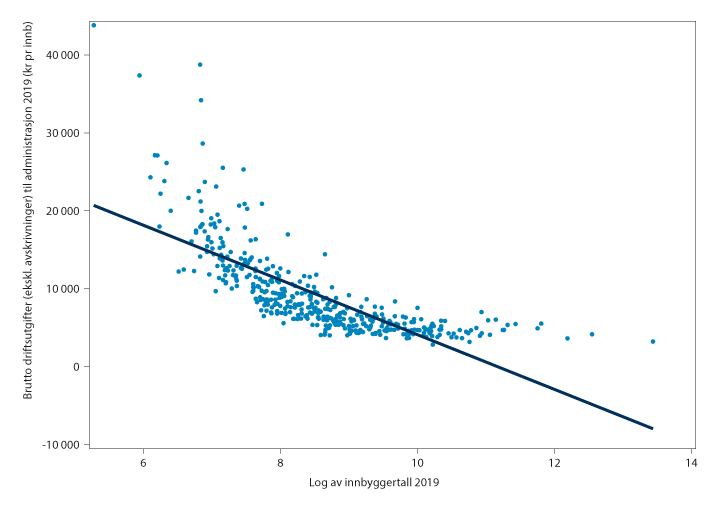 Brutto driftsutgifter (ekskl. avskrivninger) til administrasjon 2019 (kr pr innb)
40 000
30 000
20 000
10 000
0
-10 000
6 8 10 12 14
Log av innbyggertall 2019